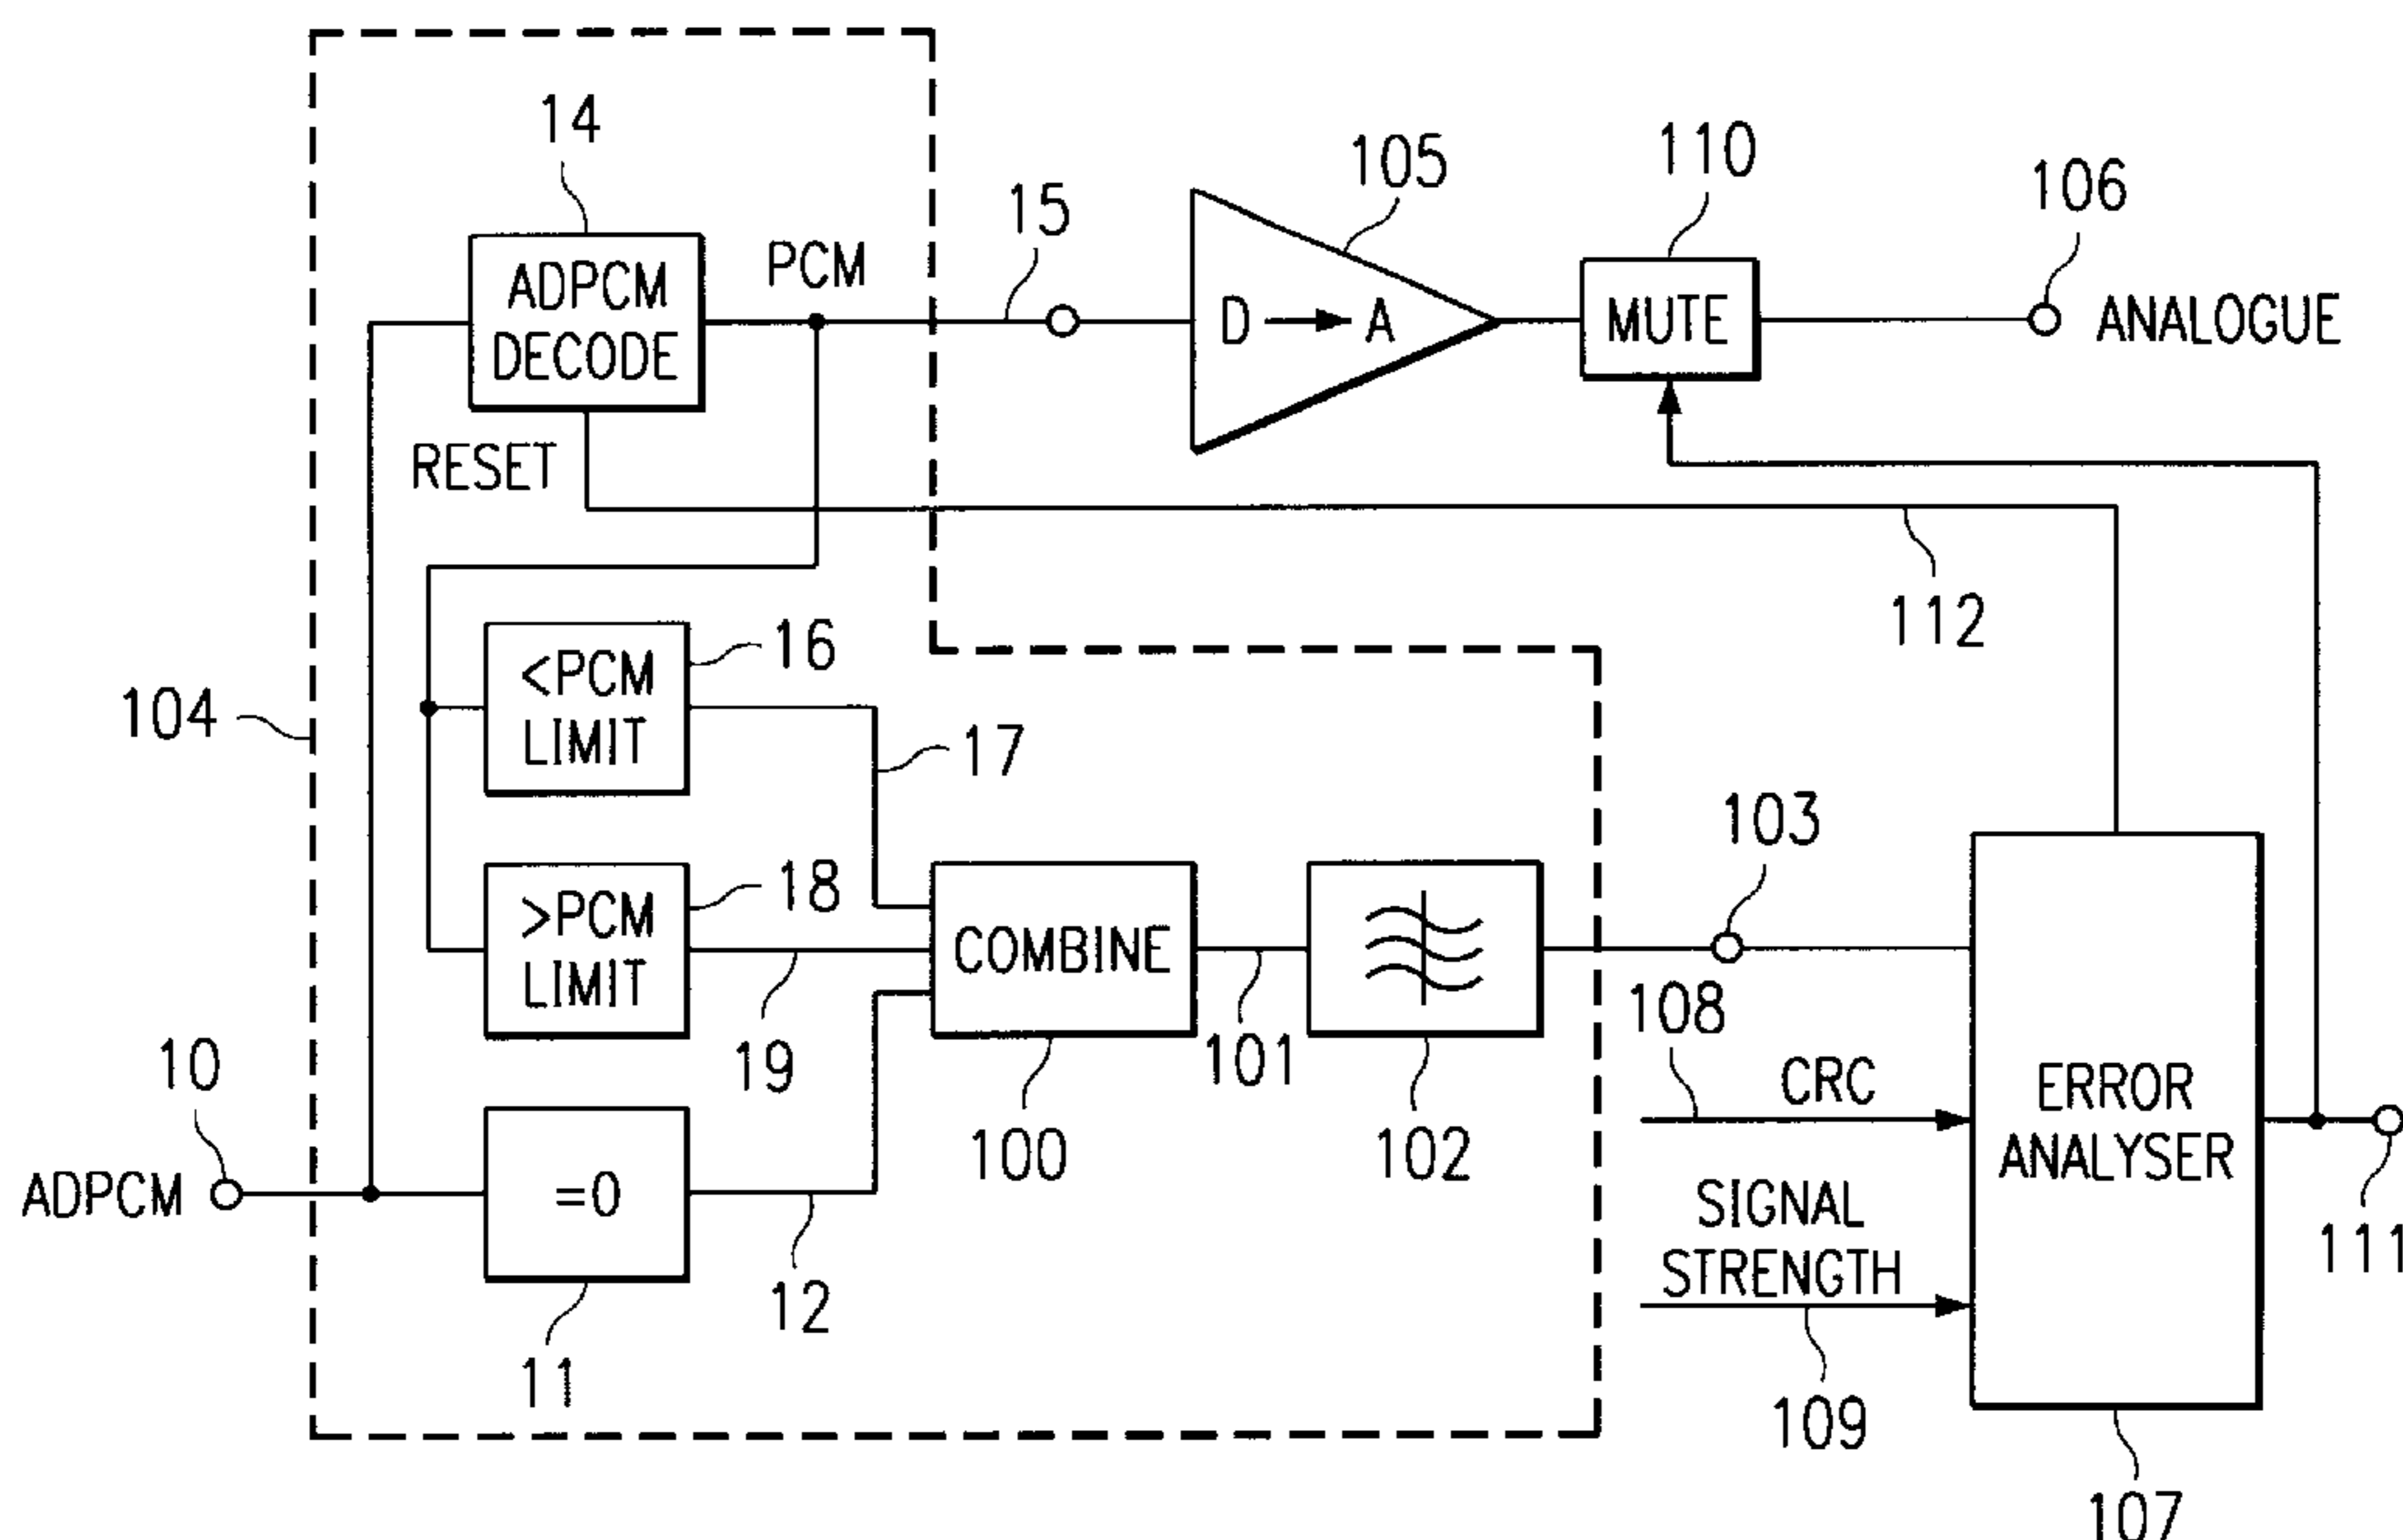 14
ADPCM
DECODE
PCM
15
105
110
106
D
A
MUTE
ANALOGUE
RESET
112
104
<PCM
LIMIT
16
17
>PCM
LIMIT
18
19
COMBINE
100
101
102
103
108
CRC
SIGNAL
STRENGTH
109
ERROR
ANALYSER
107
111
10
ADPCM
=0
11
12